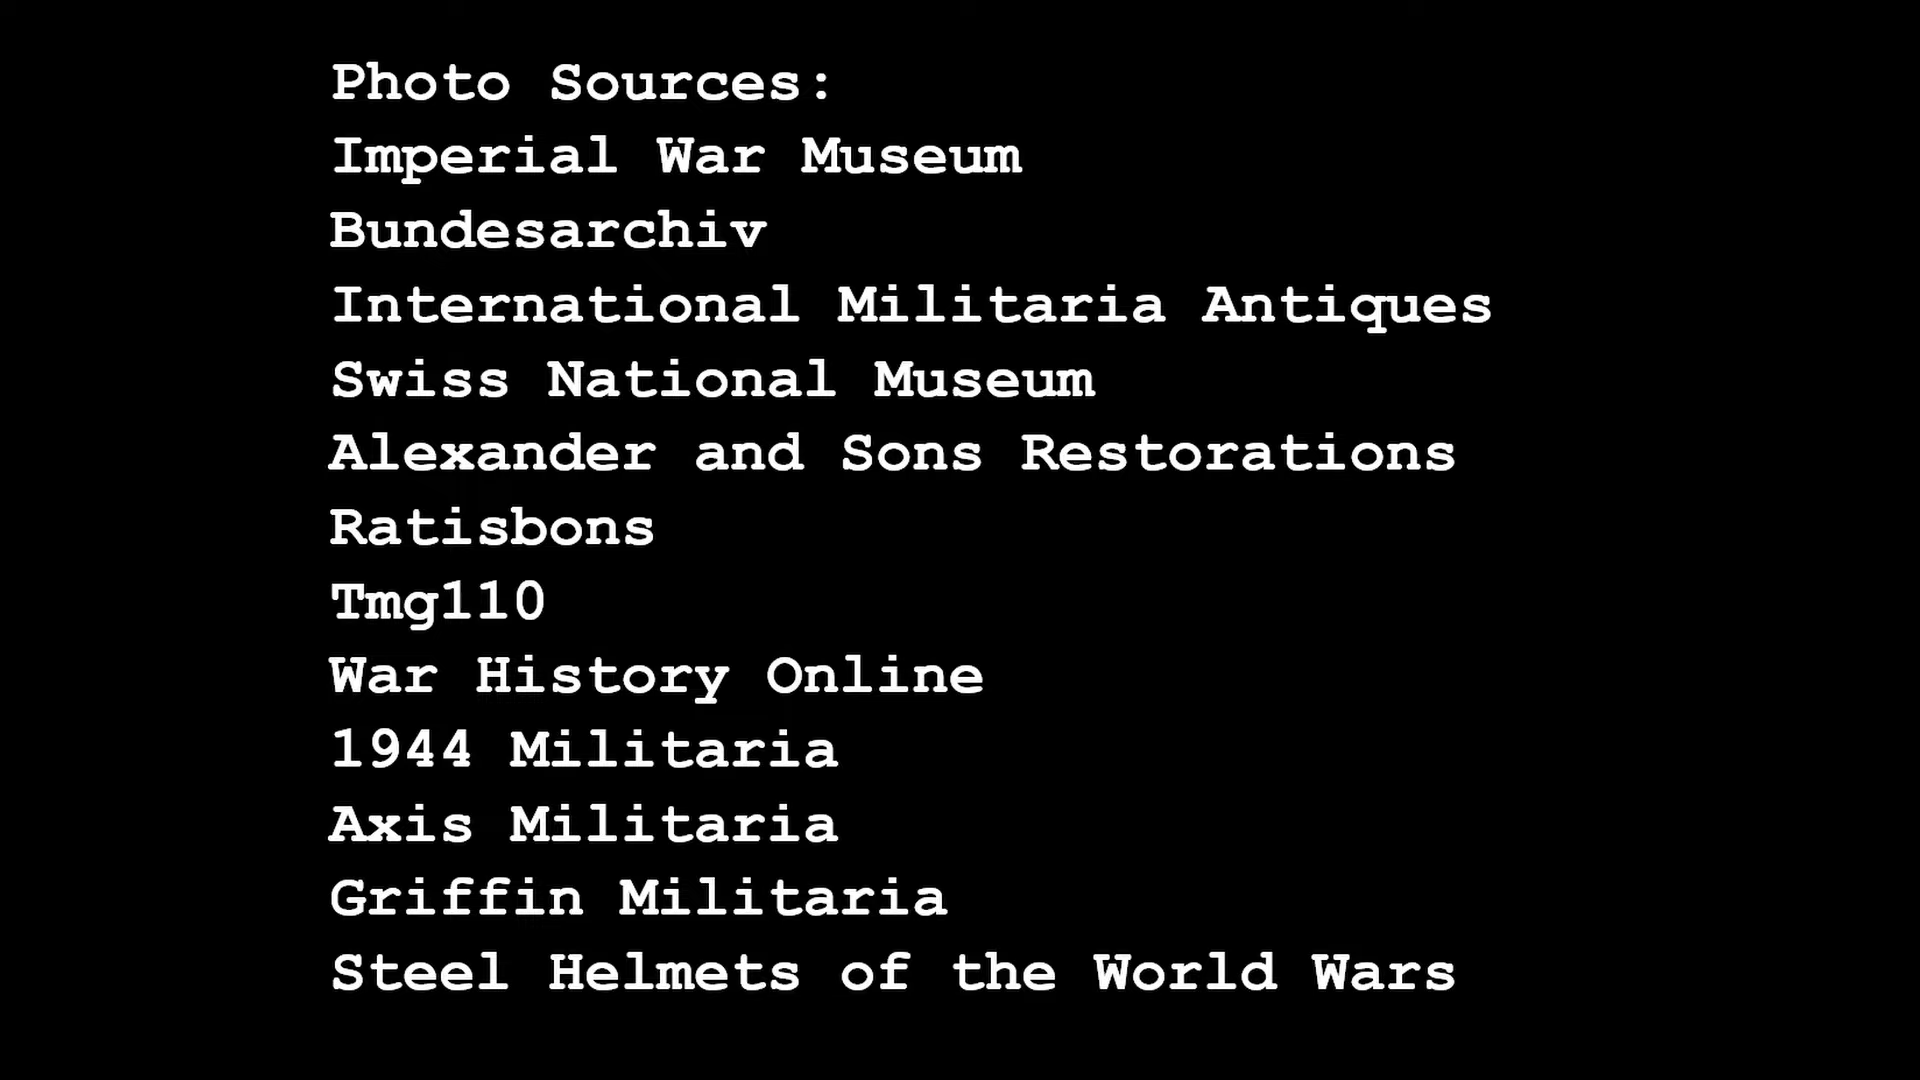 Photo Sources:
Imperial War Museum
Bundesarchiv
International Militaria Antiques
Swiss National Museum
Alexander and Sons Restorations
Ratisbons
Tmg110
War History Online
1944 Militaria
Axis Militaria
Griffin Militaria
Steel Helmets of the World Wars